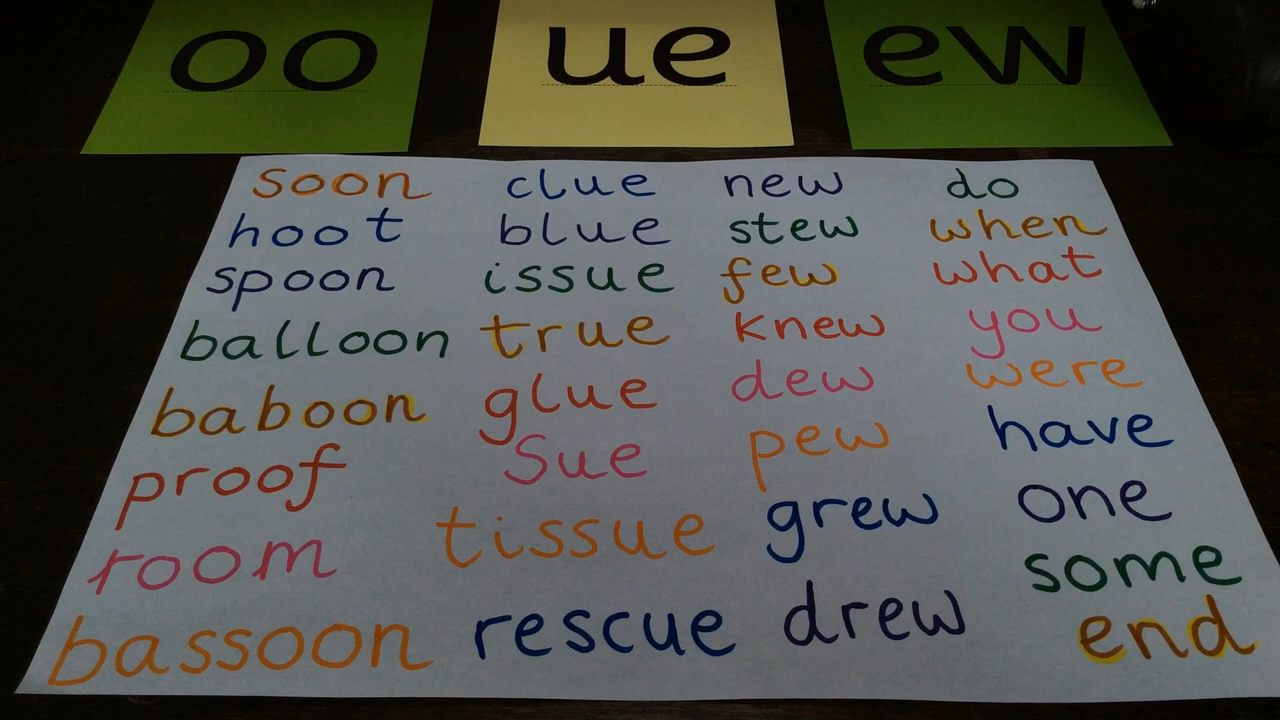 oo ue ew
soon clue new do
hoot blue stew when
spoon issue few what
balloon true knew you
baboon glue dew were
proof Sue pew have
room tissue grew one
bassoon rescue drew some
end